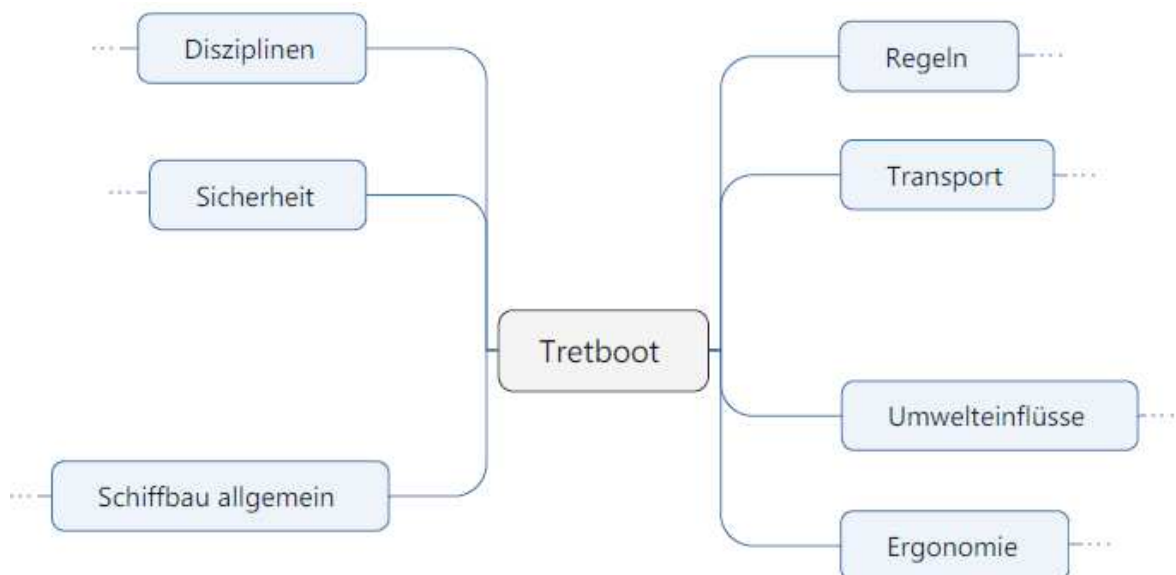 Disziplinen
Sicherheit
Schiffbau allgemein
Tretboot
Regeln
Transport
Umwelteinflüsse
Ergonomie